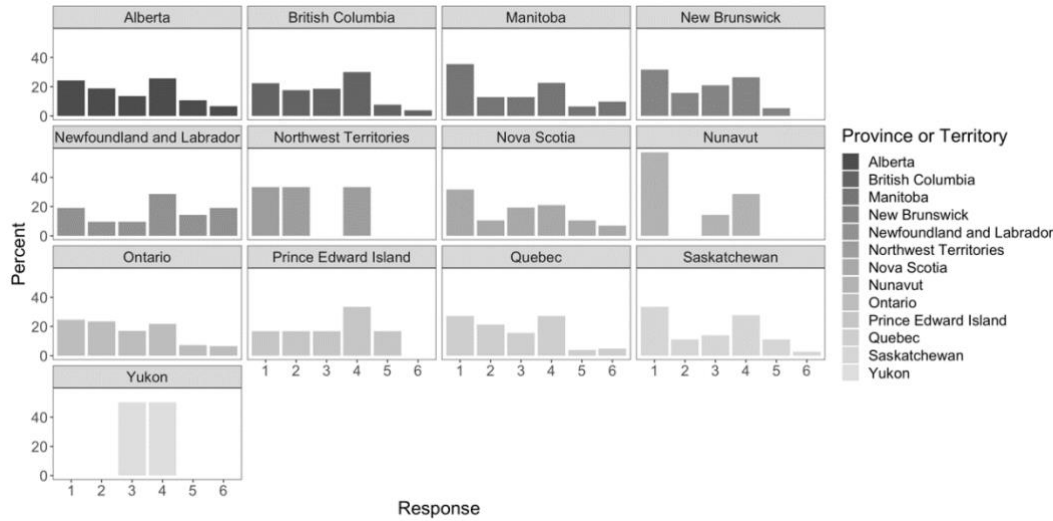 Alberta
British Columbia
Manitoba
New Brunswick
40
20
0
Newfoundland and Labrador
Northwest Territories
Nova Scotia
Nunavut
40
20
0
Ontario
Prince Edward Island
Quebec
Saskatchewan
40
20
0
1 2 3 4 5 6
1 2 3 4 5 6
1 2 3 4 5 6
Yukon
40
20
0
1 2 3 4 5 6
Percent
Response
Province or Territory
Alberta
British Columbia
Manitoba
New Brunswick
Newfoundland and Labrador
Northwest Territories
Nova Scotia
Nunavut
Ontario
Prince Edward Island
Quebec
Saskatchewan
Yukon